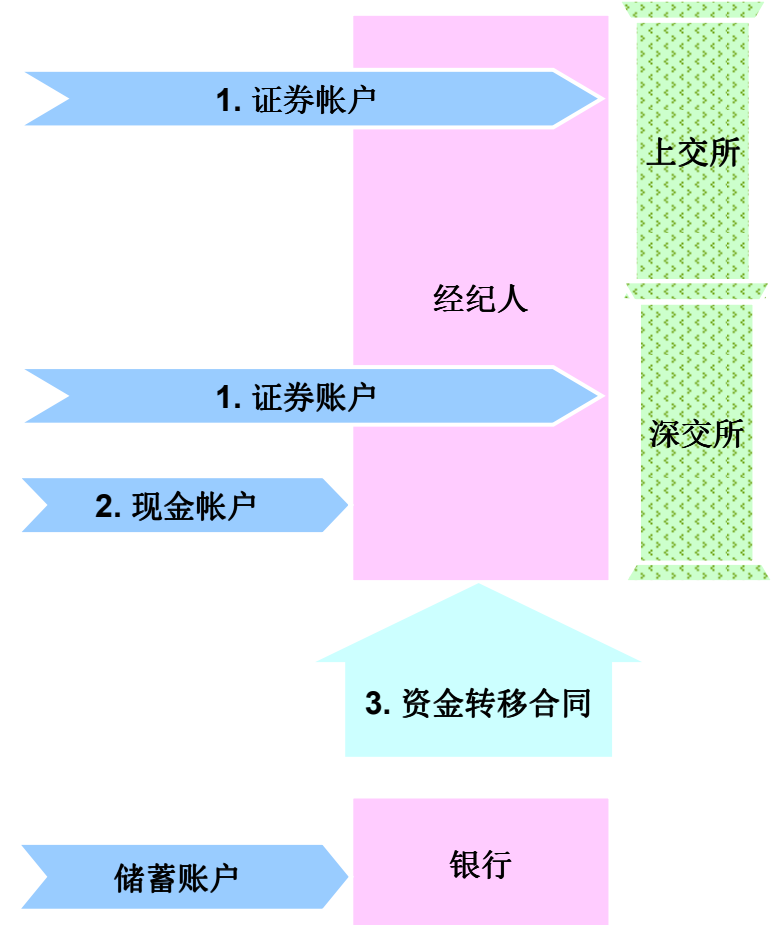 1. 证券帐户
上交所
经纪人
1. 证券账户
深交所
2. 现金帐户
3. 资金转移合同
银行
储蓄账户